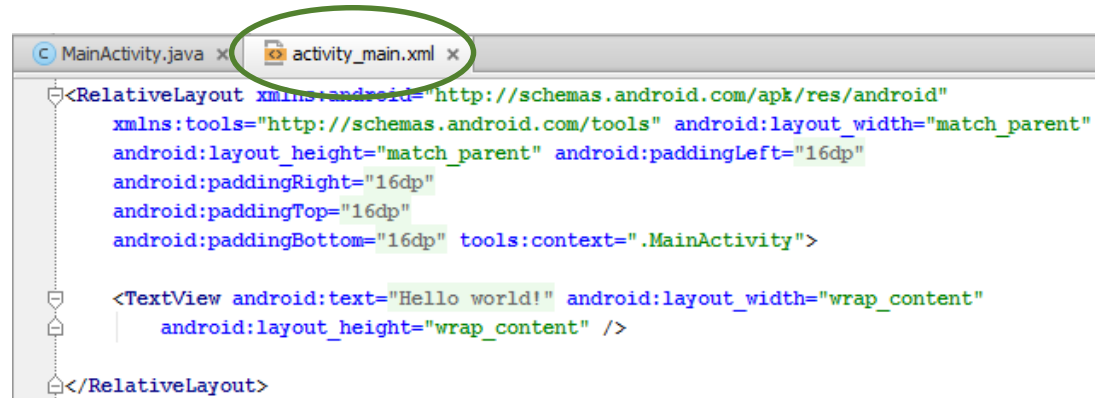 MainActivity.java × activity_main.xml ×
<RelativeLayout xmlns:android="http://schemas.android.com/apk/res/android"
xmlns:tools="http://schemas.android.com/tools" android:layout_width="match_parent"
android:layout_height="match_parent" android:paddingLeft="16dp"
android:paddingRight="16dp"
android:paddingTop="16dp"
android:paddingBottom="16dp" tools:context=".MainActivity">
<TextView android:text="Hello world!" android:layout_width="wrap_content"
android:layout_height="wrap_content" />
</RelativeLayout>